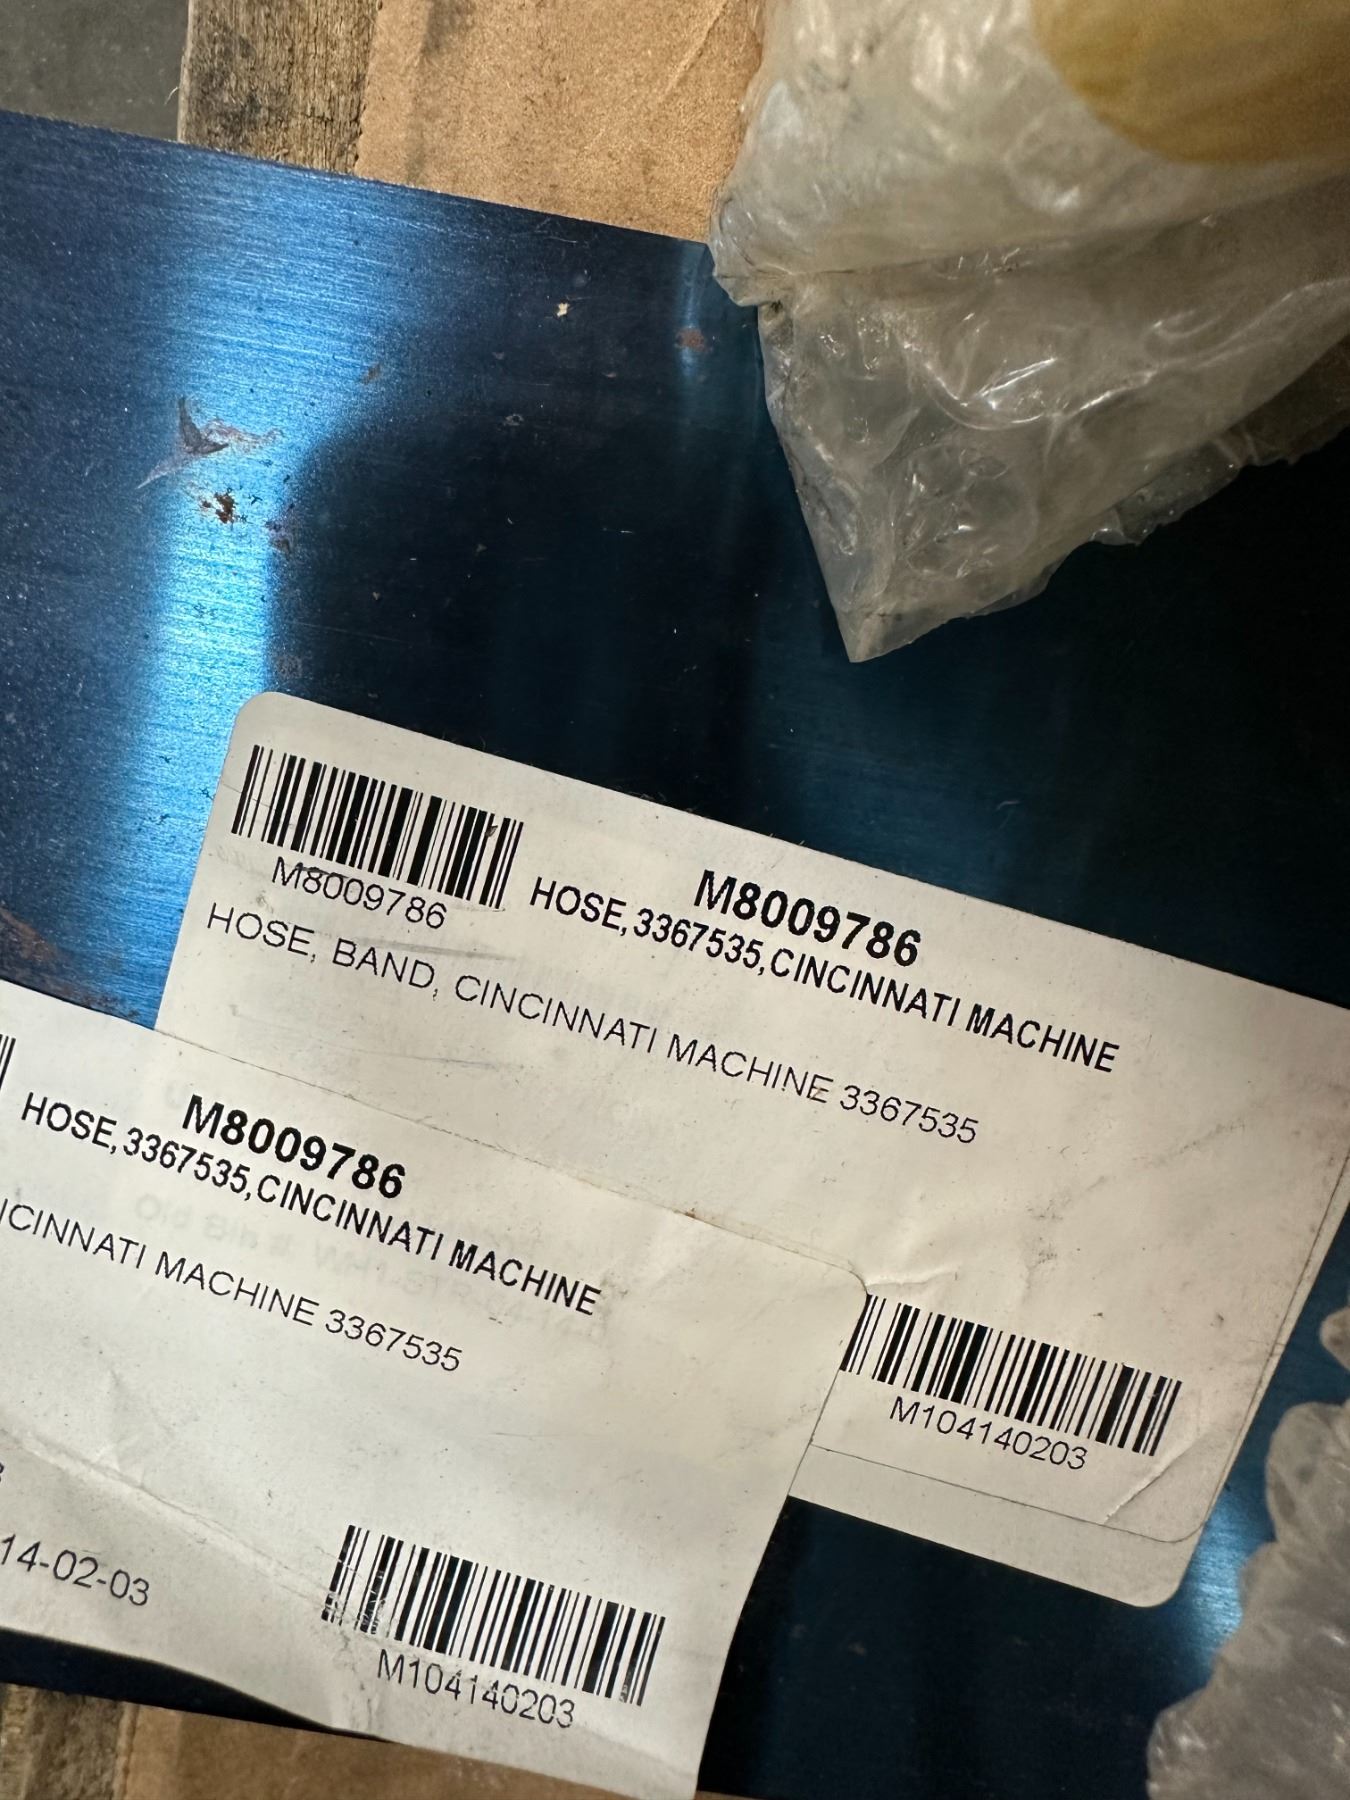 M8009786
M8009786
HOSE,3367535,CINCINNATI MACHINE
HOSE, BAND, CINCINNATI MACHINE 3367535
M104140203
M8009786
HOSE,3367535,CINCINNATI MACHINE
CINNATI MACHINE 3367535
14-02-03
M104140203